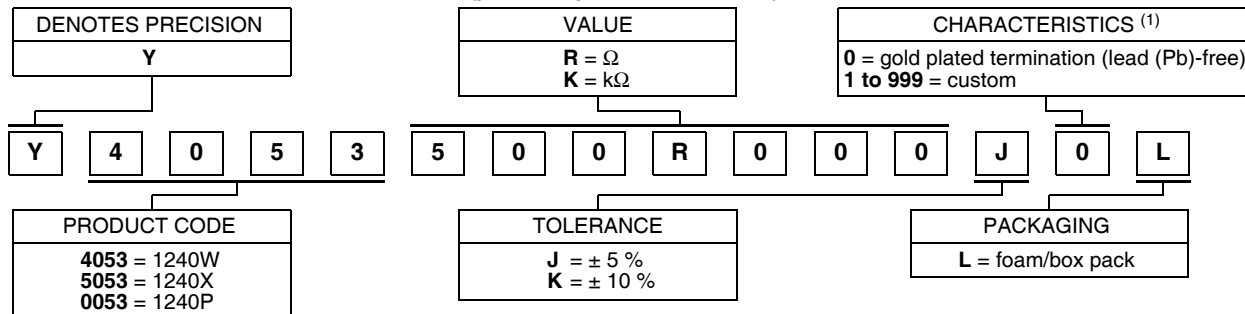 DENOTES PRECISION
Y
VALUE
R = Ω
K = kΩ
CHARACTERISTICS (1)
0 = gold plated termination (lead (Pb)-free)
1 to 999 = custom
Y 4 0 5 3 5 0 0 R 0 0 0 J 0 L
PRODUCT CODE
4053 = 1240W
5053 = 1240X
0053 = 1240P
TOLERANCE
J = ± 5 %
K = ± 10 %
PACKAGING
L = foam/box pack